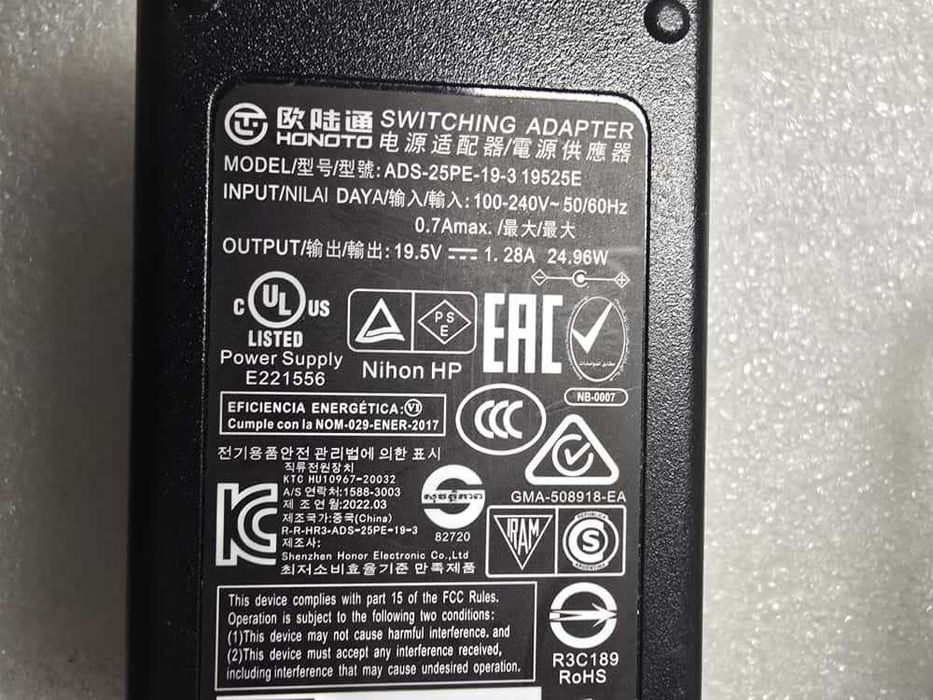 欧陆通 SWITCHING ADAPTER
HONOTO 电源适配器/電源供應器
MODEL/型号/型號: ADS-25PE-19-3 19525E
INPUT/NILAI DAYA/输入/輸入: 100-240V~ 50/60Hz
0.7Amax. /最大/最大
OUTPUT/输出/輸出: 19.5V 1. 28A 24.96W
C UL US
LISTED
Power Supply
E221556
PS
E
Nihon HP
EAC
NB-0007
EFICIENCIA ENERGÉTICA: VI
Cumple con la NOM-029-ENER-2017
CCC
전기용품안전 관리법에 의한 표시
직류전원장치
KTC HU10967-20032
A/S 연락처:1588-3003
제 조 연 월:2022.03
제조국가:중국(China)
R-R-HR3-ADS-25PE-19-3
제조사:
Shenzhen Honor Electronic Co.,Ltd
최저소비효율기준 만족제품
82720
GMA-508918-EA
IRAM
REPUBLICA
S
ARGENTINA
This device complies with part 15 of the FCC Rules.
Operation is subject to the following two conditions:
(1)This device may not cause harmful interference. and
(2)This device must accept any interference received,
including interference that may cause undesired operation.
R3C189
RoHS